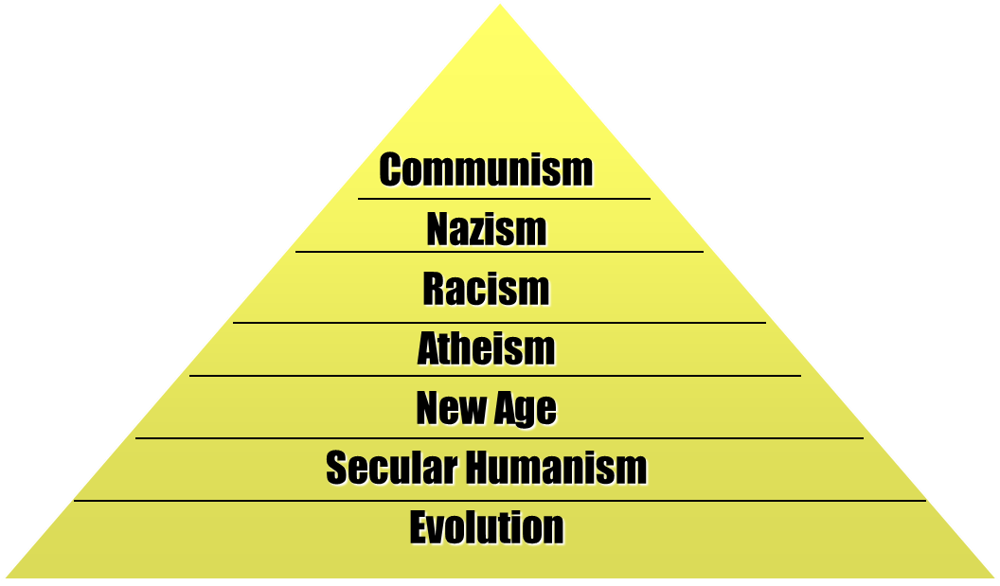 Communism
Nazism
Racism
Atheism
New Age
Secular Humanism
Evolution